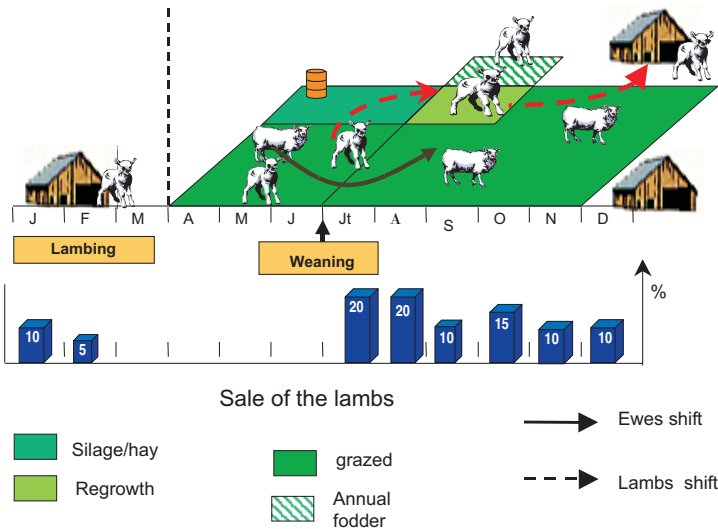 J F M A M J Jt A S O N D
Lambing
Weaning
%
10 5 20 20 10 15 10 10
Sale of the lambs
Silage/hay
Regrowth
grazed
Annual
fodder
Ewes shift
Lambs shift